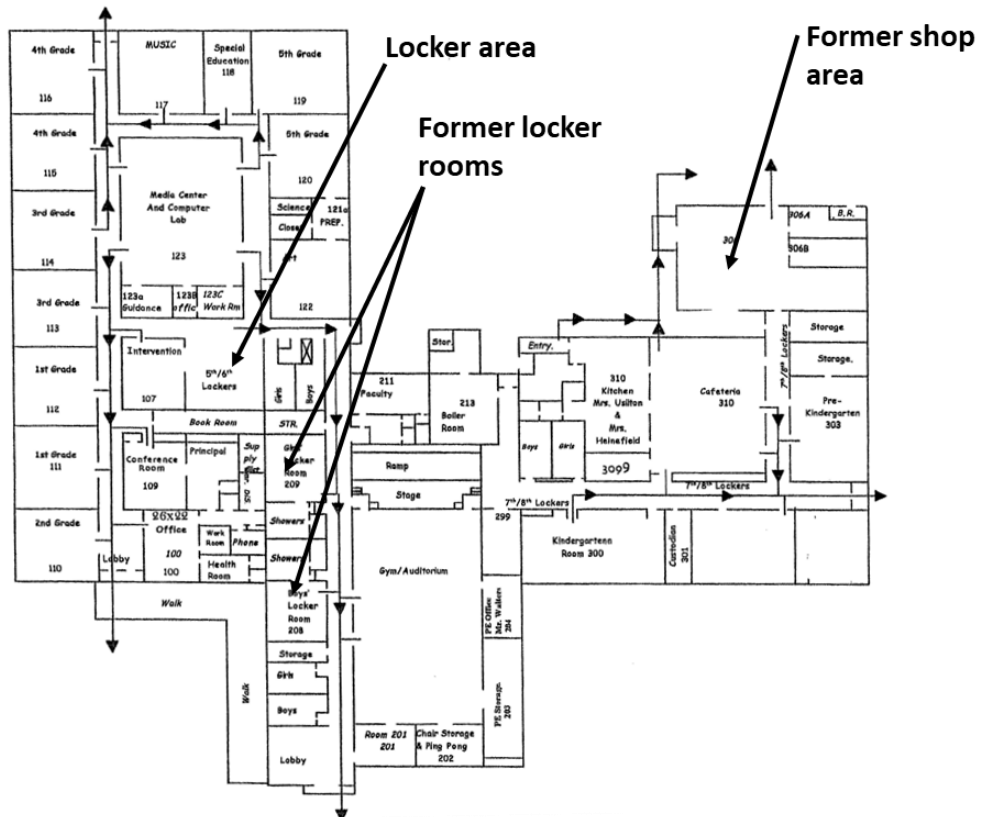 Locker area
Former shop
area
Former locker
rooms
4th Grade
116
MUSIC
117
Special
Education
118
5th Grade
119
4th Grade
115
5th Grade
120
Media Center
And Computer
Lab
123
Science
Closet
121a
PREP.
3rd Grade
114
Art
122
123a
Guidance
123B
offic
123C
Work Rm
3rd Grade
113
306A
B.R.
306B
Intervention
107
5th/6th
Lockers
Girls
Boys
1st Grade
112
Book Room
STR.
211
Faculty
Stor.
213
Boiler
Room
Entry.
310
Kitchen
Mrs. Usilton
&
Mrs.
Heinefield
3099
Boys
Girls
Cafeteria
310
7th/8th Lockers
Storage
Storage.
Pre-
Kindergarten
303
1st Grade
111
Conference
Room
109
Principal
Sup
ply
Girls'
Locker
Room
209
Ramp
Stage
7th/8th Lockers
7th/8th Lockers
299
2nd Grade
110
Lobby
26x22
Office
100
100
Work
Room
Phone
Health
Room
Showers
Showers
Gym/Auditorium
Kindergartenn
Room 300
Custodian
301
Walk
Boys'
Locker
Room
208
PE Office
Mr. Walters
204
Storage
Girls
Boys
Walk
Lobby
PE Storage.
203
Room 201
201
Chair Storage
& Ping Pong
202